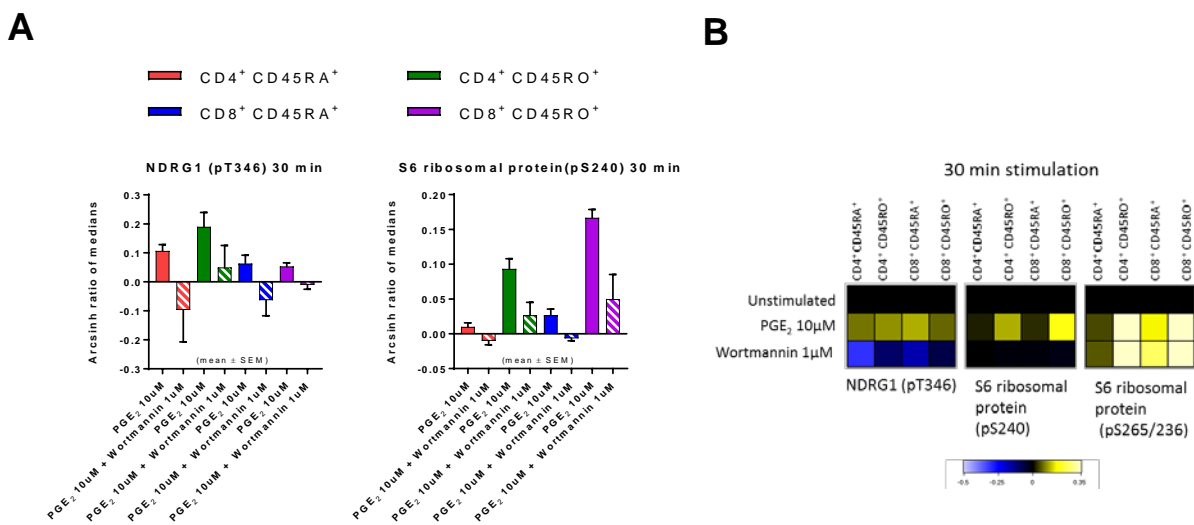 A
B
CD4⁺ CD45RA⁺
CD4⁺ CD45RO⁺
CD8⁺ CD45RA⁺
CD8⁺ CD45RO⁺
NDRG1 (pT346) 30 min
Arcsinh ratio of medians
0.3
0.2
0.1
0.0
-0.1
-0.2
-0.3
(mean ± SEM)
PGE₂ 10uM
PGE₂ 10uM + Wortmannin 1uM
PGE₂ 10uM
PGE₂ 10uM + Wortmannin 1uM
PGE₂ 10uM
PGE₂ 10uM + Wortmannin 1uM
PGE₂ 10uM
PGE₂ 10uM + Wortmannin 1uM
S6 ribosomal protein(pS240) 30 min
Arcsinh ratio of medians
0.20
0.15
0.10
0.05
0.00
-0.05
(mean ± SEM)
PGE₂ 10uM
PGE₂ 10uM + Wortmannin 1uM
PGE₂ 10uM
PGE₂ 10uM + Wortmannin 1uM
PGE₂ 10uM
PGE₂ 10uM + Wortmannin 1uM
PGE₂ 10uM
PGE₂ 10uM + Wortmannin 1uM
30 min stimulation
CD4⁺ CD45RA⁺
CD4⁺ CD45RO⁺
CD8⁺ CD45RA⁺
CD8⁺ CD45RO⁺
CD4⁺ CD45RA⁺
CD4⁺ CD45RO⁺
CD8⁺ CD45RA⁺
CD8⁺ CD45RO⁺
CD4⁺ CD45RA⁺
CD4⁺ CD45RO⁺
CD8⁺ CD45RA⁺
CD8⁺ CD45RO⁺
Unstimulated
PGE₂ 10µM
Wortmannin 1µM
NDRG1 (pT346)
S6 ribosomal
protein
(pS240)
S6 ribosomal
protein
(pS265/236)
-0.5
-0.25
0
0.35